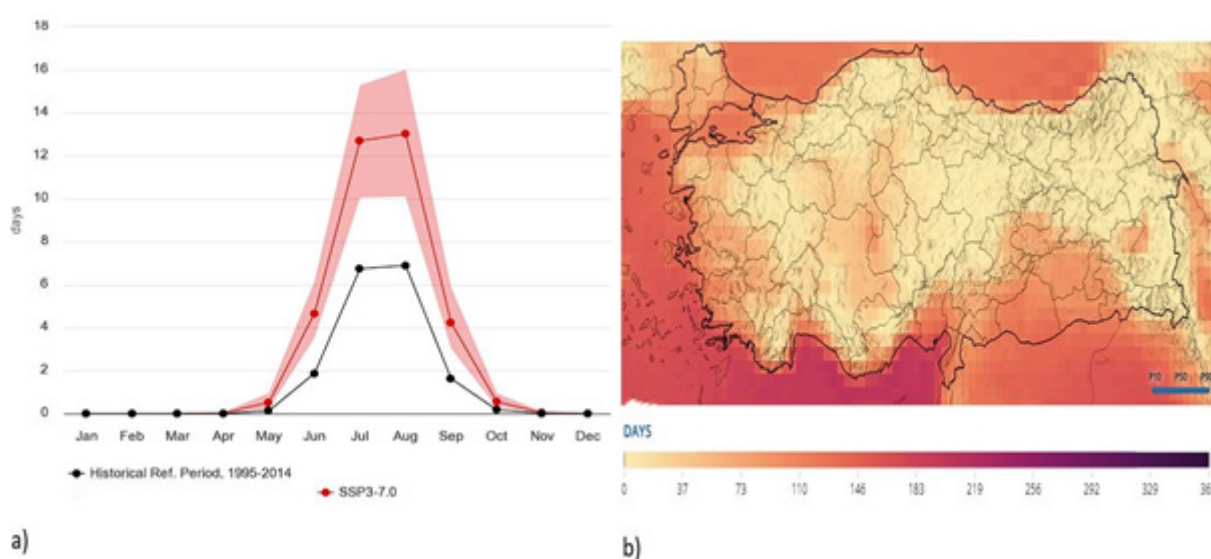 18
16
14
12
10
8
6
4
2
0
days
Jan Feb Mar Apr May Jun Jul Aug Sep Oct Nov Dec
Historical Ref. Period, 1995-2014
SSP3-7.0
a)
P10 P50 P90
DAYS
0 37 73 110 146 183 219 256 292 329 36
b)